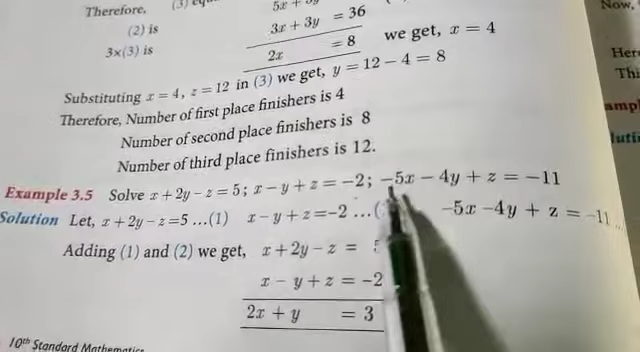 Therefore, (3)
5x +
(2) is 3x + 3y = 36
3×(3) is
2x = 8 we get, x = 4
Substituting x = 4, z = 12 in (3) we get, y = 12 − 4 = 8
Therefore, Number of first place finishers is 4
Number of second place finishers is 8
Number of third place finishers is 12.
Example 3.5 Solve x + 2y − z = 5; x − y + z = −2; −5x − 4y + z = −11
Solution Let, x + 2y − z = 5 ...(1) x − y + z = −2 ...( −5x − 4y + z = −11
Adding (1) and (2) we get, x + 2y − z =
x − y + z = −2
2x + y = 3
10th Standard Mathematics
Now,